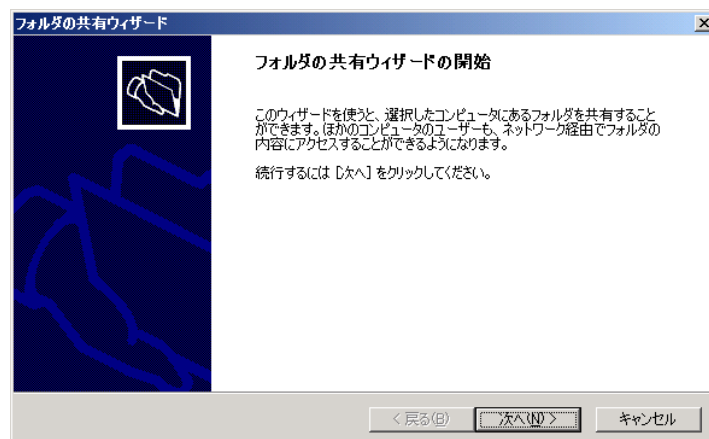 フォルダの共有ウィザード
フォルダの共有ウィザードの開始
このウィザードを使うと、選択したコンピュータにあるフォルダを共有すること
ができます。ほかのコンピュータのユーザーも、ネットワーク経由でフォルダの
内容にアクセスすることができるようになります。
続行するには [次へ] をクリックしてください。
< 戻る(B)
次へ(N) >
キャンセル